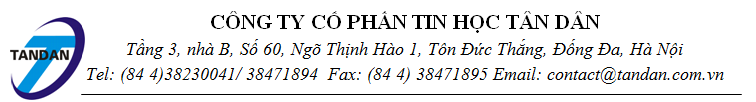 CÔNG TY CỔ PHẦN TIN HỌC TÂN DÂN
TANDAN
Tầng 3, nhà B, Số 60, Ngõ Thịnh Hào 1, Tôn Đức Thắng, Đống Đa, Hà Nội
Tel: (84 4)38230041/ 38471894 Fax: (84 4) 38471895 Email: contact@tandan.com.vn